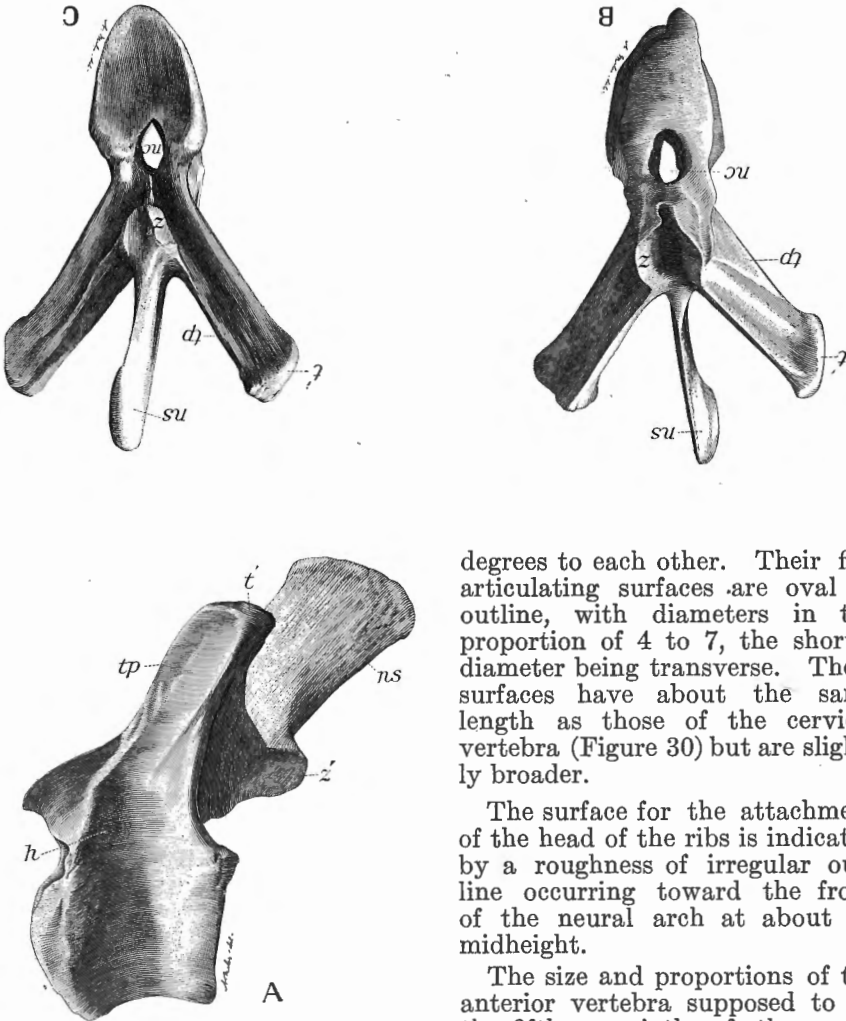 C
B
nc
nc
z
z
tp
tp
t'
t'
ns
ns
t'
tp
ns
z'
h
A
degrees to each other. Their f
articulating surfaces are oval
outline, with diameters in t
proportion of 4 to 7, the short
diameter being transverse. The
surfaces have about the sam
length as those of the cervic
vertebra (Figure 30) but are sligh
ly broader.
The surface for the attachme
of the head of the ribs is indicat
by a roughness of irregular ou
line occurring toward the fro
of the neural arch at about
midheight.
The size and proportions of t
anterior vertebra supposed to